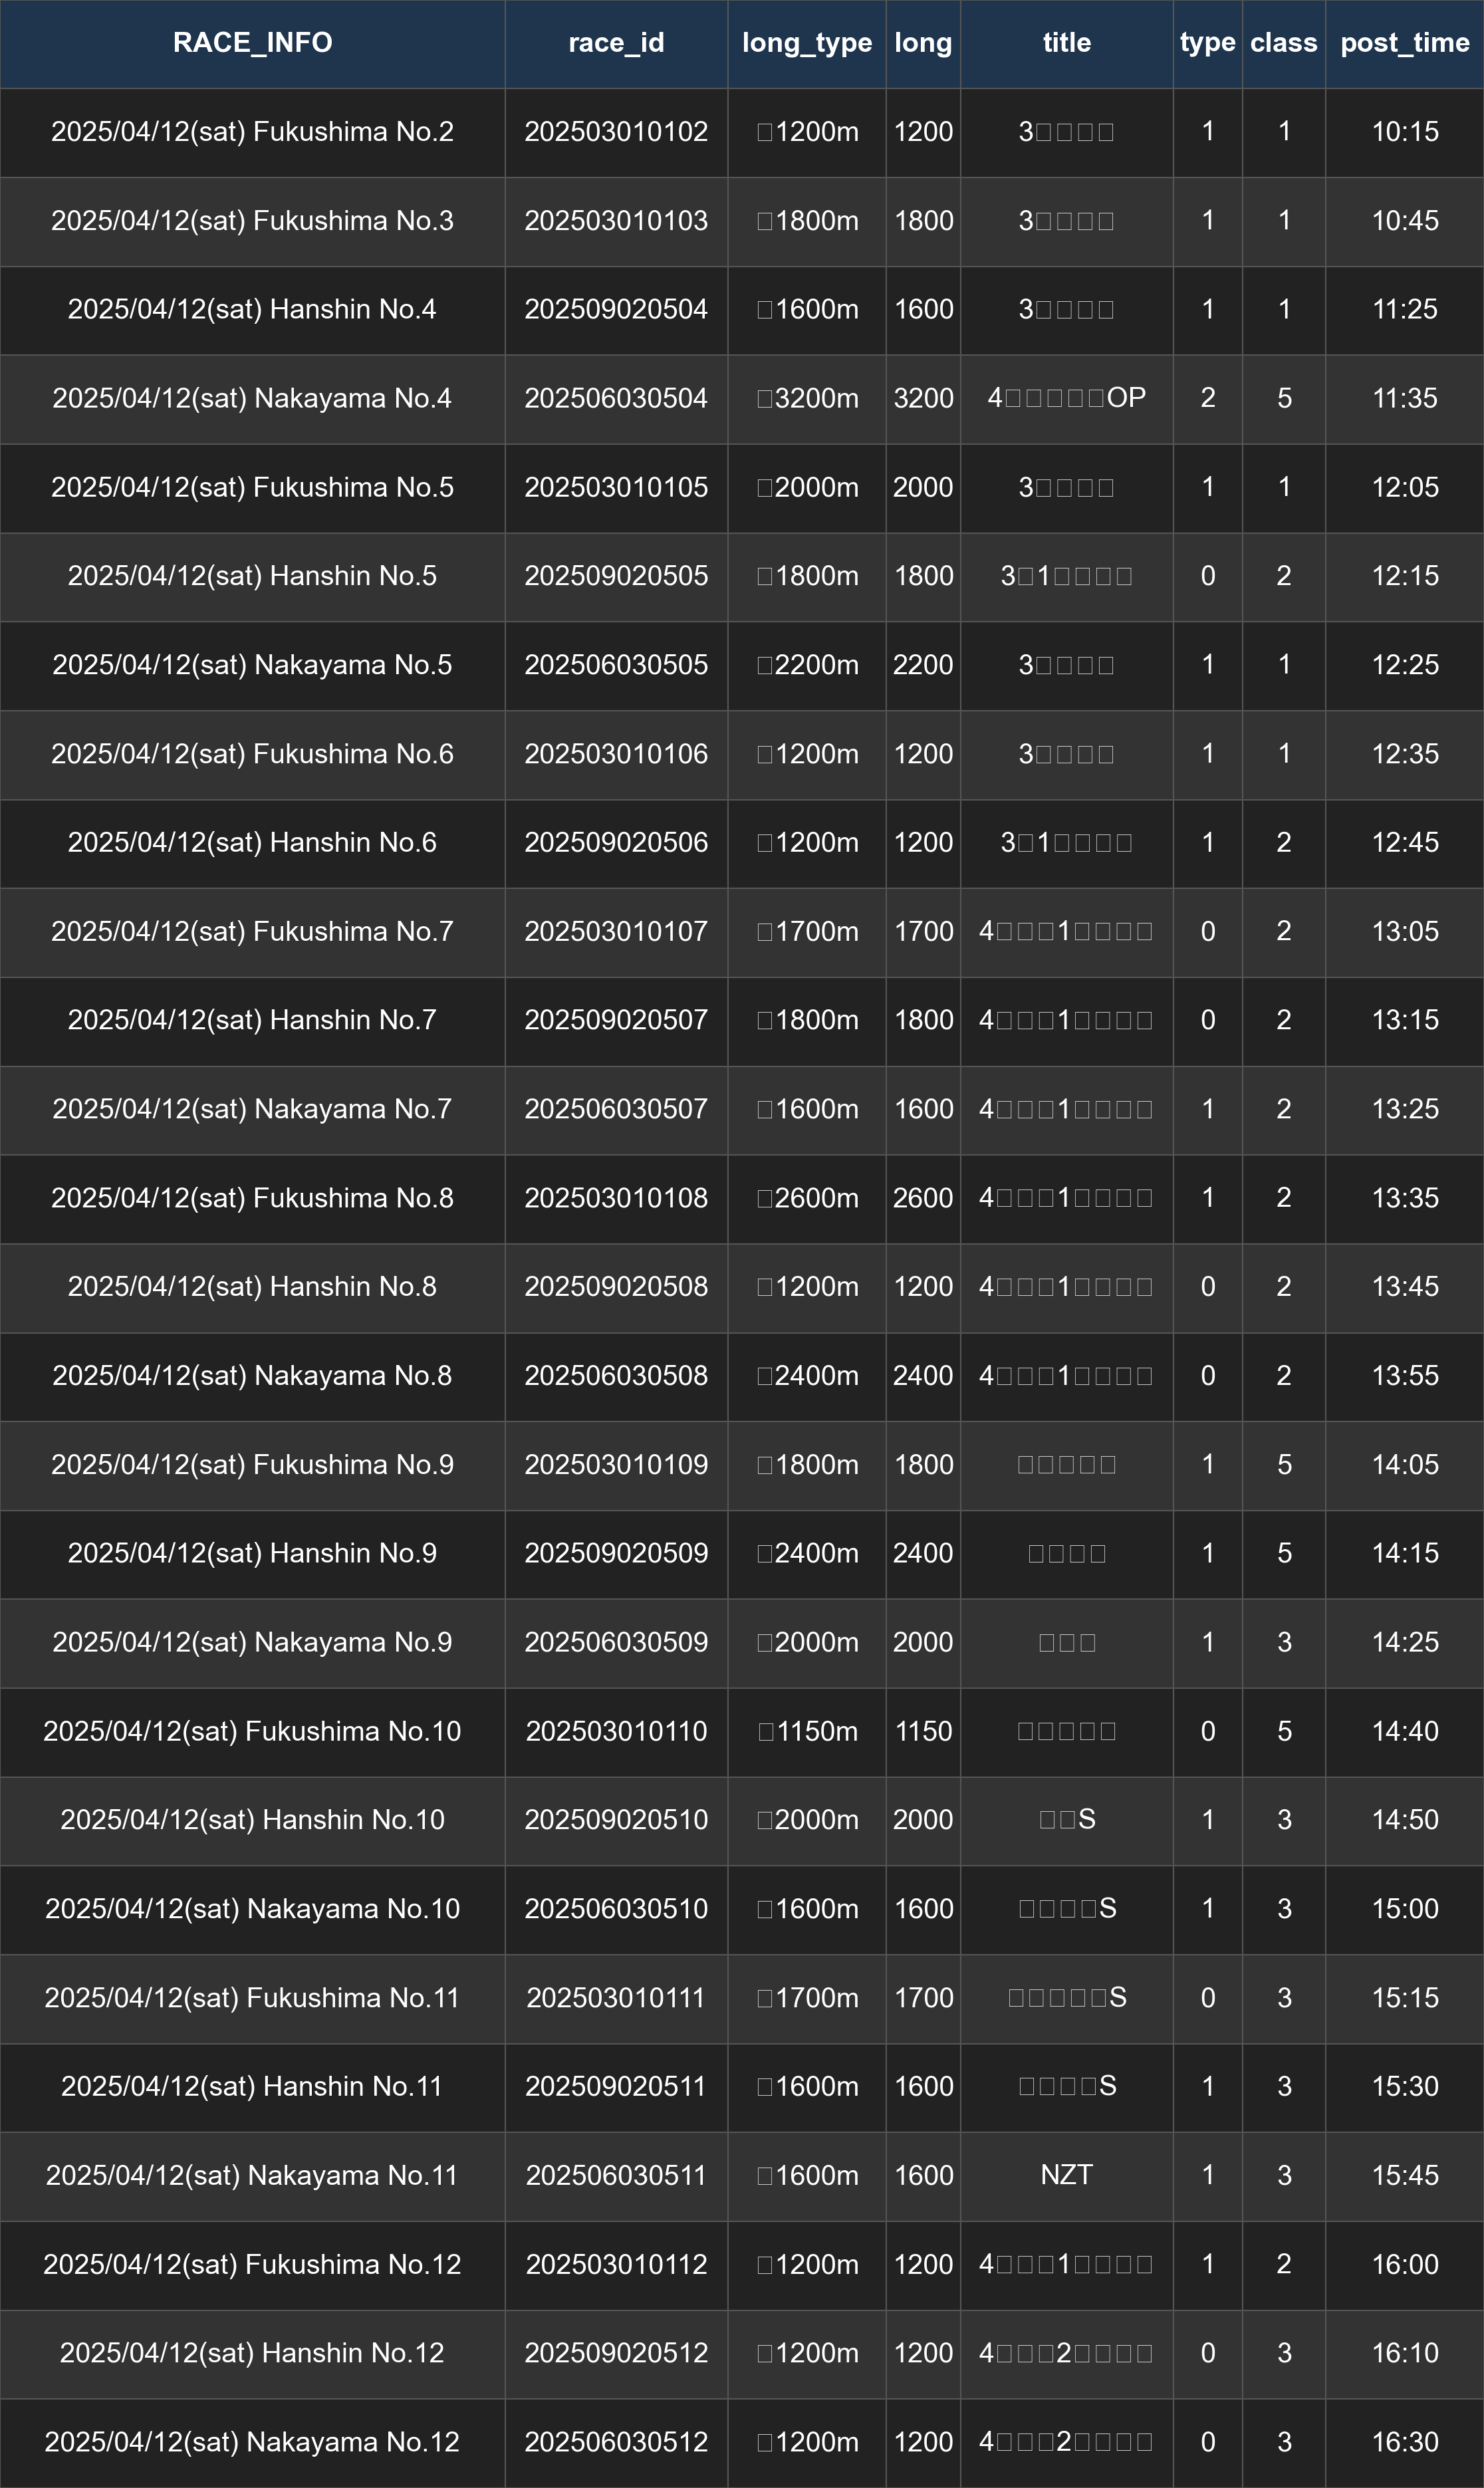 RACE_INFO race_id long_type long title type class post_time
2025/04/12(sat) Fukushima No.2 202503010102 □1200m 1200 3□□□□ 1 1 10:15
2025/04/12(sat) Fukushima No.3 202503010103 □1800m 1800 3□□□□ 1 1 10:45
2025/04/12(sat) Hanshin No.4 202509020504 □1600m 1600 3□□□□ 1 1 11:25
2025/04/12(sat) Nakayama No.4 202506030504 □3200m 3200 4□□□□□OP 2 5 11:35
2025/04/12(sat) Fukushima No.5 202503010105 □2000m 2000 3□□□□ 1 1 12:05
2025/04/12(sat) Hanshin No.5 202509020505 □1800m 1800 3□1□□□□ 0 2 12:15
2025/04/12(sat) Nakayama No.5 202506030505 □2200m 2200 3□□□□ 1 1 12:25
2025/04/12(sat) Fukushima No.6 202503010106 □1200m 1200 3□□□□ 1 1 12:35
2025/04/12(sat) Hanshin No.6 202509020506 □1200m 1200 3□1□□□□ 1 2 12:45
2025/04/12(sat) Fukushima No.7 202503010107 □1700m 1700 4□□□1□□□□ 0 2 13:05
2025/04/12(sat) Hanshin No.7 202509020507 □1800m 1800 4□□□1□□□□ 0 2 13:15
2025/04/12(sat) Nakayama No.7 202506030507 □1600m 1600 4□□□1□□□□ 1 2 13:25
2025/04/12(sat) Fukushima No.8 202503010108 □2600m 2600 4□□□1□□□□ 1 2 13:35
2025/04/12(sat) Hanshin No.8 202509020508 □1200m 1200 4□□□1□□□□ 0 2 13:45
2025/04/12(sat) Nakayama No.8 202506030508 □2400m 2400 4□□□1□□□□ 0 2 13:55
2025/04/12(sat) Fukushima No.9 202503010109 □1800m 1800 □□□□□ 1 5 14:05
2025/04/12(sat) Hanshin No.9 202509020509 □2400m 2400 □□□□ 1 5 14:15
2025/04/12(sat) Nakayama No.9 202506030509 □2000m 2000 □□□ 1 3 14:25
2025/04/12(sat) Fukushima No.10 202503010110 □1150m 1150 □□□□□ 0 5 14:40
2025/04/12(sat) Hanshin No.10 202509020510 □2000m 2000 □□S 1 3 14:50
2025/04/12(sat) Nakayama No.10 202506030510 □1600m 1600 □□□□S 1 3 15:00
2025/04/12(sat) Fukushima No.11 202503010111 □1700m 1700 □□□□□S 0 3 15:15
2025/04/12(sat) Hanshin No.11 202509020511 □1600m 1600 □□□□S 1 3 15:30
2025/04/12(sat) Nakayama No.11 202506030511 □1600m 1600 NZT 1 3 15:45
2025/04/12(sat) Fukushima No.12 202503010112 □1200m 1200 4□□□1□□□□ 1 2 16:00
2025/04/12(sat) Hanshin No.12 202509020512 □1200m 1200 4□□□2□□□□ 0 3 16:10
2025/04/12(sat) Nakayama No.12 202506030512 □1200m 1200 4□□□2□□□□ 0 3 16:30